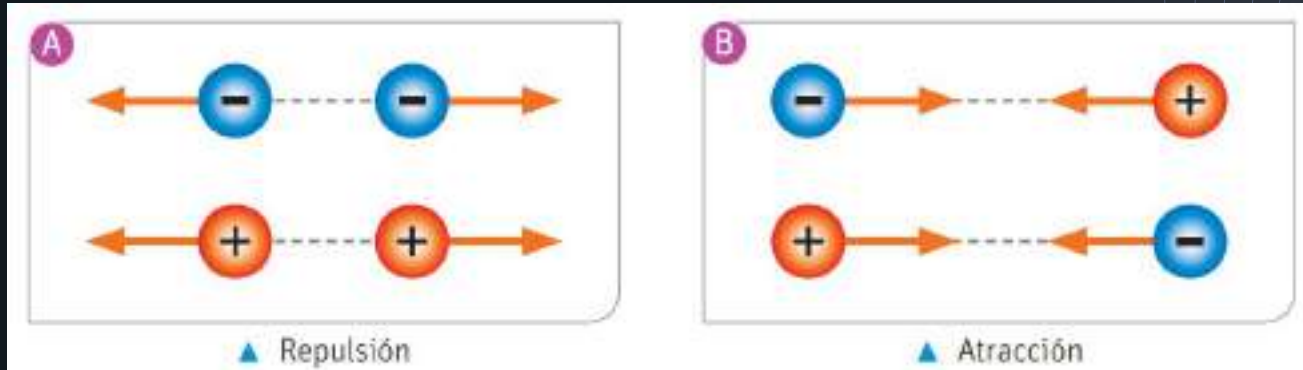 A
- -
+ +
▲ Repulsión
B
- +
+ -
▲ Atracción